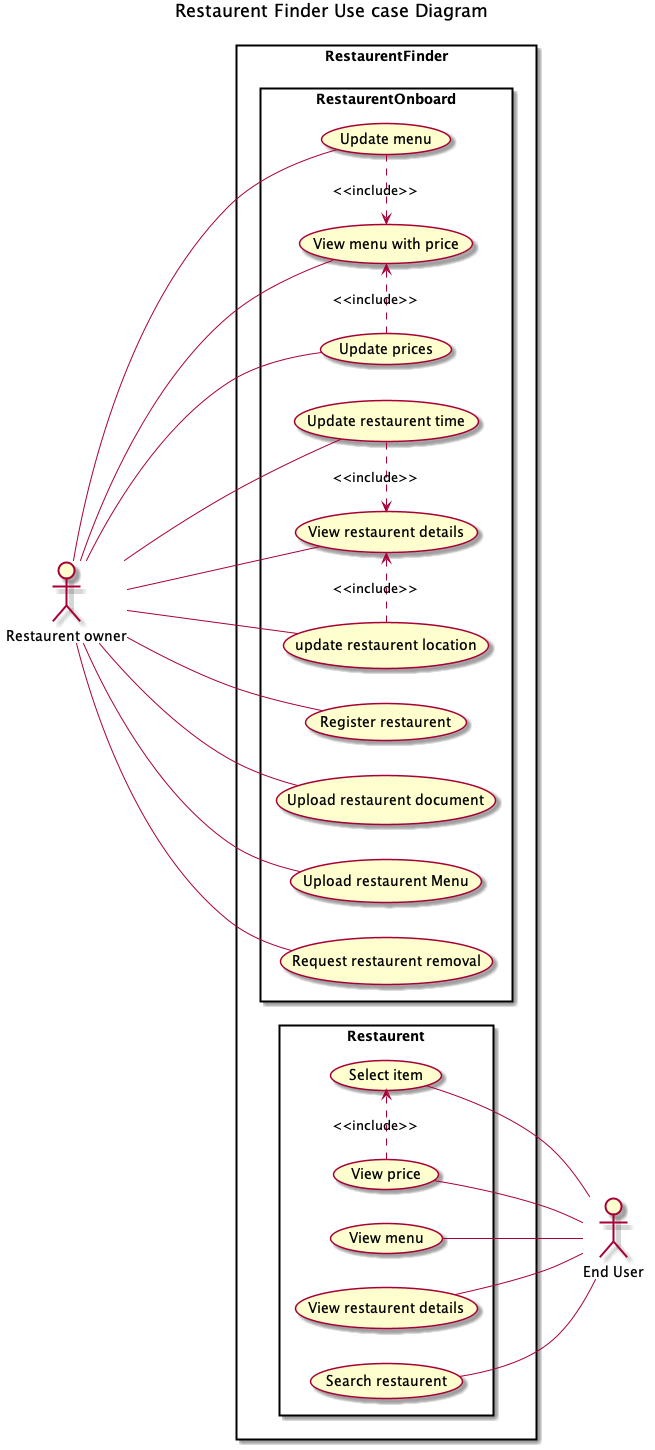 Restaurent Finder Use case Diagram
RestaurentFinder
RestaurentOnboard
Update menu
<<include>>
View menu with price
<<include>>
Update prices
Update restaurent time
<<include>>
View restaurent details
<<include>>
Restaurent owner
update restaurent location
Register restaurent
Upload restaurent document
Upload restaurent Menu
Request restaurent removal
Restaurent
Select item
<<include>>
View price
View menu
End User
View restaurent details
Search restaurent